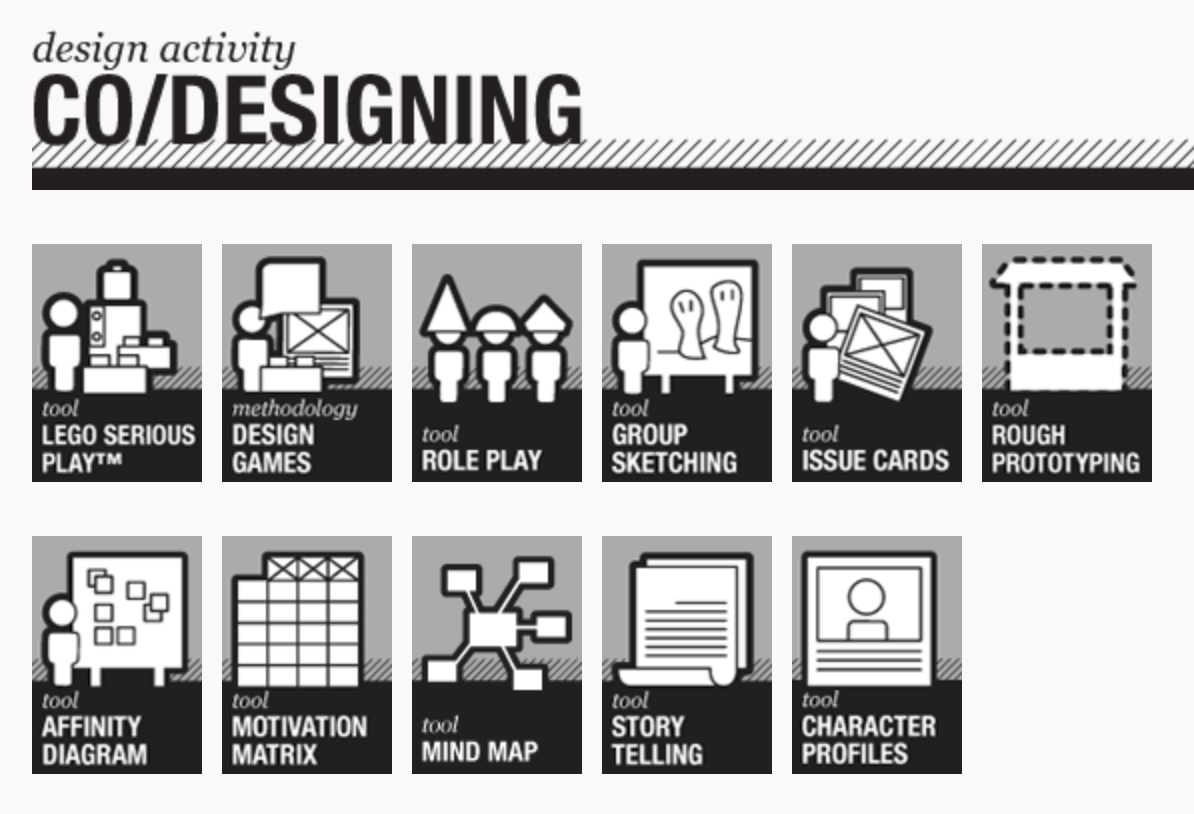 design activity
CO/DESIGNING
tool
LEGO SERIOUS
PLAY™
methodology
DESIGN
GAMES
tool
ROLE PLAY
tool
GROUP
SKETCHING
tool
ISSUE CARDS
tool
ROUGH
PROTOTYPING
tool
AFFINITY
DIAGRAM
tool
MOTIVATION
MATRIX
tool
MIND MAP
tool
STORY
TELLING
tool
CHARACTER
PROFILES